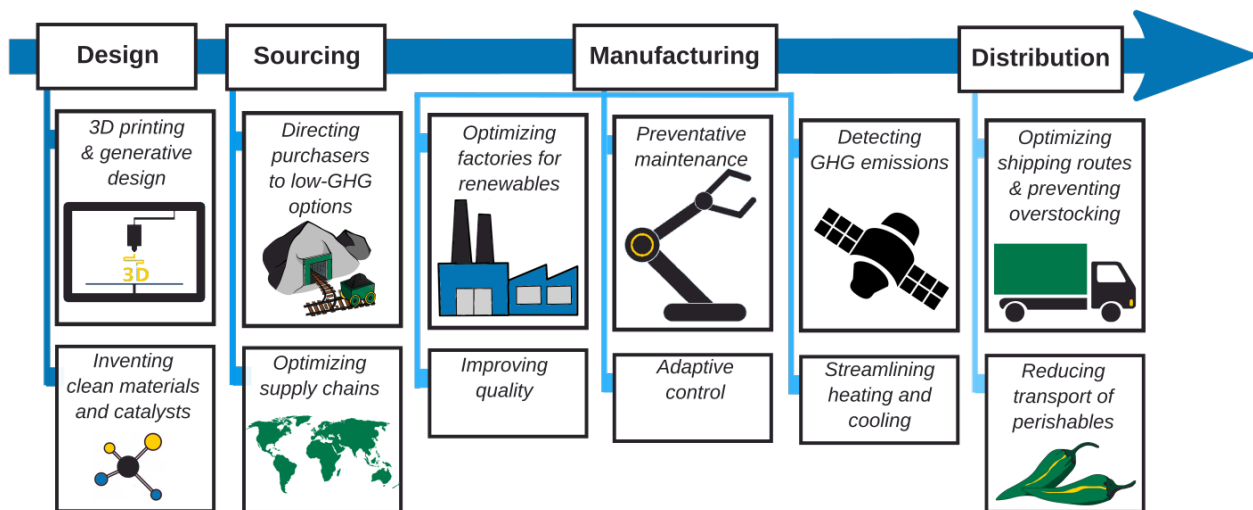 Design
Sourcing
Manufacturing
Distribution
3D printing
& generative
design
3D
Inventing
clean materials
and catalysts
Directing
purchasers
to low-GHG
options
Optimizing
supply chains
Optimizing
factories for
renewables
Improving
quality
Preventative
maintenance
Adaptive
control
Detecting
GHG emissions
Streamlining
heating and
cooling
Optimizing
shipping routes
& preventing
overstocking
Reducing
transport of
perishables